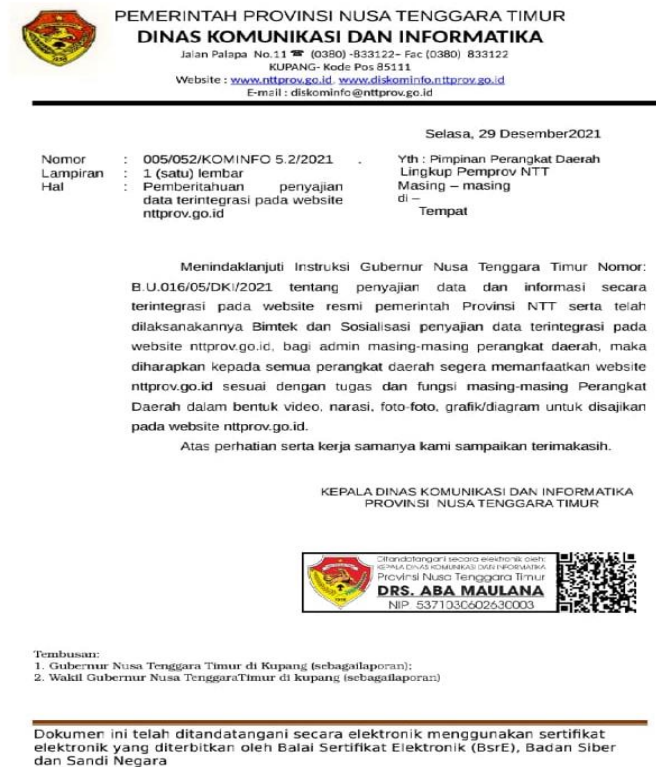 PEMERINTAH PROVINSI NUSA TENGGARA TIMUR
DINAS KOMUNIKASI DAN INFORMATIKA
Jalan Palapa No.11 ☎ (0380) -833122– Fac (0380) 833122
KUPANG- Kode Pos 85111
Website : www.nttprov.go.id, www.diskominfo.nttprov.go.id
E-mail : diskominfo@nttprov.go.id
Selasa, 29 Desember2021
Nomor : 005/052/KOMINFO 5.2/2021 .
Lampiran : 1 (satu) lembar
Hal : Pemberitahuan penyajian
data terintegrasi pada website
nttprov.go.id
Yth : Pimpinan Perangkat Daerah
Lingkup Pemprov NTT
Masing – masing
di –
Tempat
Menindaklanjuti Instruksi Gubernur Nusa Tenggara Timur Nomor:
B.U.016/05/DKI/2021 tentang penyajian data dan informasi secara
terintegrasi pada website resmi pemerintah Provinsi NTT serta telah
dilaksanakannya Bimtek dan Sosialisasi penyajian data terintegrasi pada
website nttprov.go.id, bagi admin masing-masing perangkat daerah, maka
diharapkan kepada semua perangkat daerah segera memanfaatkan website
nttprov.go.id sesuai dengan tugas dan fungsi masing-masing Perangkat
Daerah dalam bentuk video, narasi, foto-foto, grafik/diagram untuk disajikan
pada website nttprov.go.id.
Atas perhatian serta kerja samanya kami sampaikan terimakasih.
KEPALA DINAS KOMUNIKASI DAN INFORMATIKA
PROVINSI NUSA TENGGARA TIMUR
Ditandatangani secara elektronik oleh:
KEPALA DINAS KOMUNIKASI DAN INFORMATIKA
Provinsi Nusa Tenggara Timur
DRS. ABA MAULANA
NIP. 5371030602630003
Tembusan:
1. Gubernur Nusa Tenggara Timur di Kupang (sebagailaporan);
2. Wakil Gubernur Nusa TenggaraTimur di kupang (sebagailaporan)
Dokumen ini telah ditandatangani secara elektronik menggunakan sertifikat
elektronik yang diterbitkan oleh Balai Sertifikat Elektronik (BsrE), Badan Siber
dan Sandi Negara